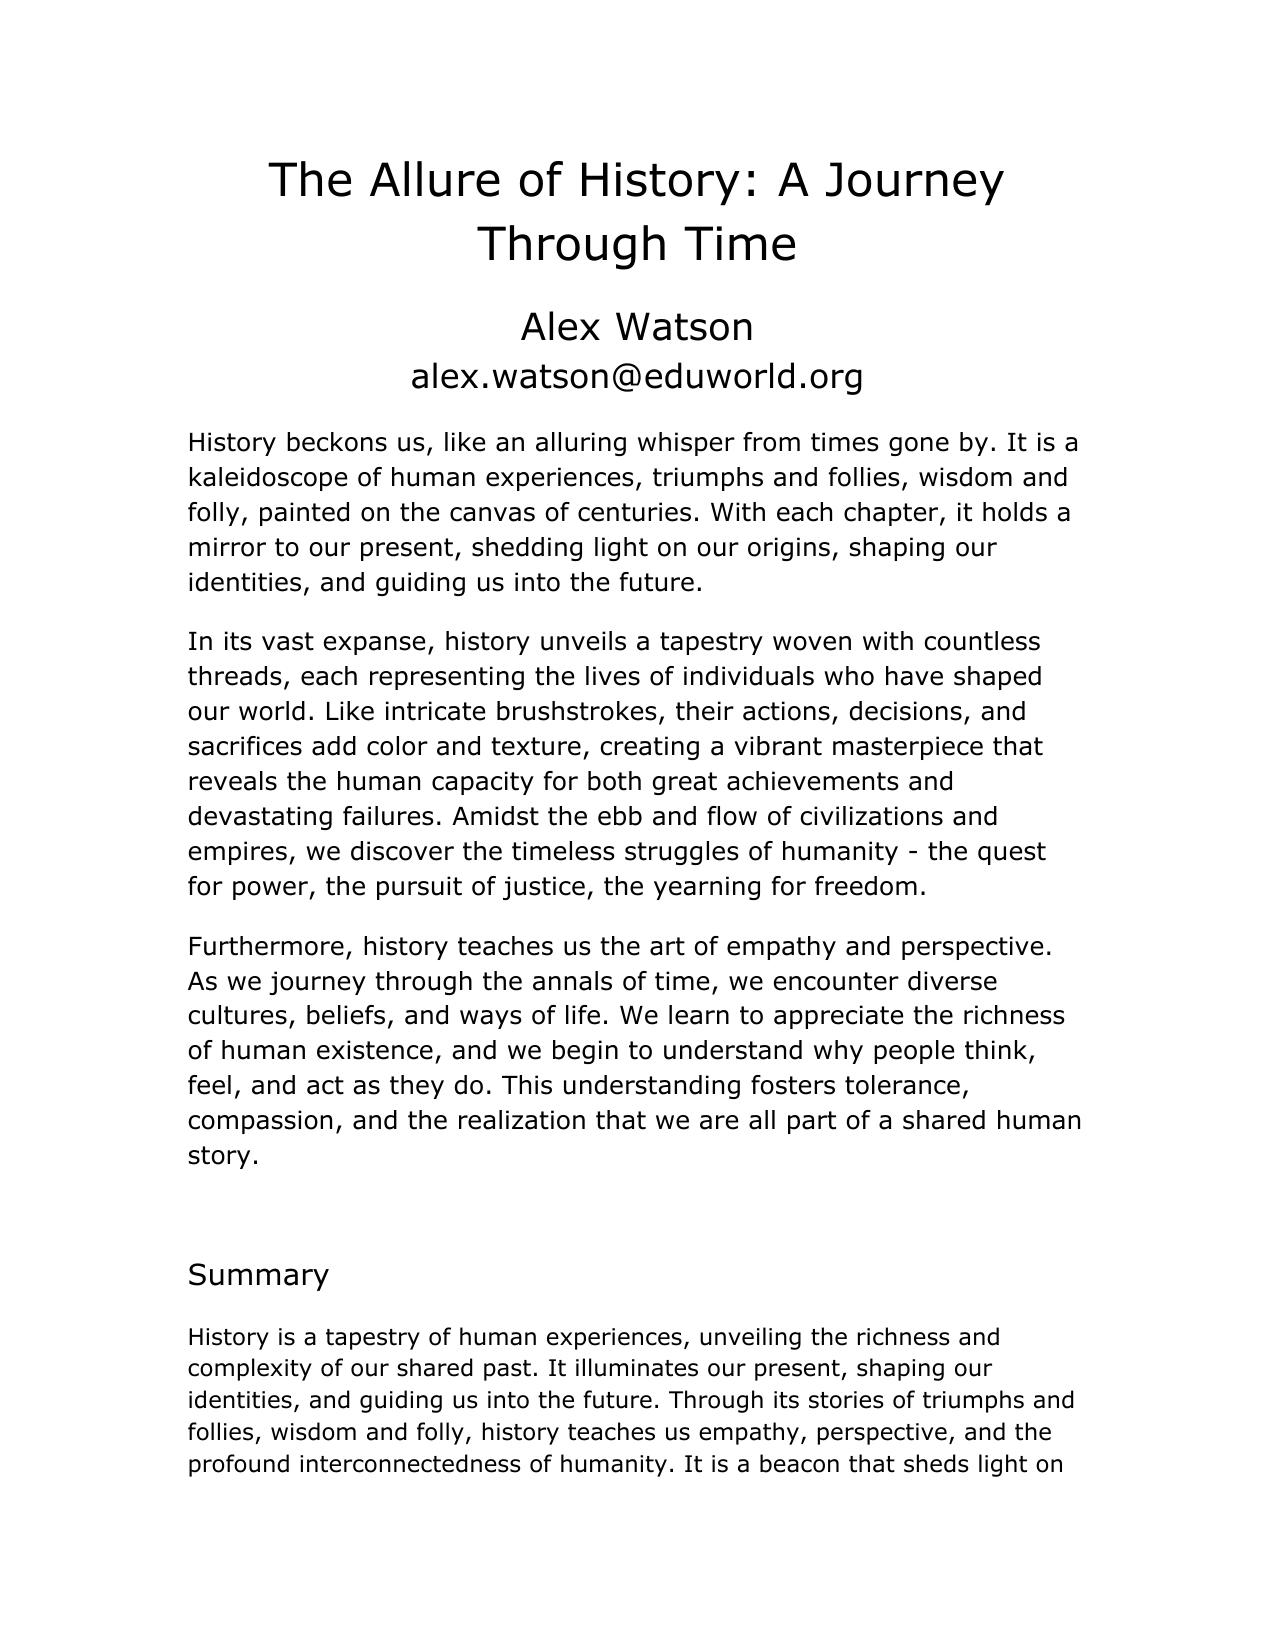 The Allure of History: A Journey
Through Time
Alex Watson
alex.watson@eduworld.org
History beckons us, like an alluring whisper from times gone by. It is a
kaleidoscope of human experiences, triumphs and follies, wisdom and
folly, painted on the canvas of centuries. With each chapter, it holds a
mirror to our present, shedding light on our origins, shaping our
identities, and guiding us into the future.
In its vast expanse, history unveils a tapestry woven with countless
threads, each representing the lives of individuals who have shaped
our world. Like intricate brushstrokes, their actions, decisions, and
sacrifices add color and texture, creating a vibrant masterpiece that
reveals the human capacity for both great achievements and
devastating failures. Amidst the ebb and flow of civilizations and
empires, we discover the timeless struggles of humanity - the quest
for power, the pursuit of justice, the yearning for freedom.
Furthermore, history teaches us the art of empathy and perspective.
As we journey through the annals of time, we encounter diverse
cultures, beliefs, and ways of life. We learn to appreciate the richness
of human existence, and we begin to understand why people think,
feel, and act as they do. This understanding fosters tolerance,
compassion, and the realization that we are all part of a shared human
story.
Summary
History is a tapestry of human experiences, unveiling the richness and
complexity of our shared past. It illuminates our present, shaping our
identities, and guiding us into the future. Through its stories of triumphs and
follies, wisdom and folly, history teaches us empathy, perspective, and the
profound interconnectedness of humanity. It is a beacon that sheds light on